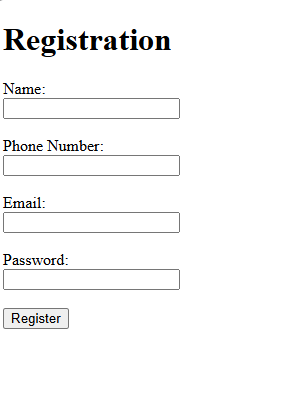 Registration
Name:
Phone Number:
Email:
Password:
Register